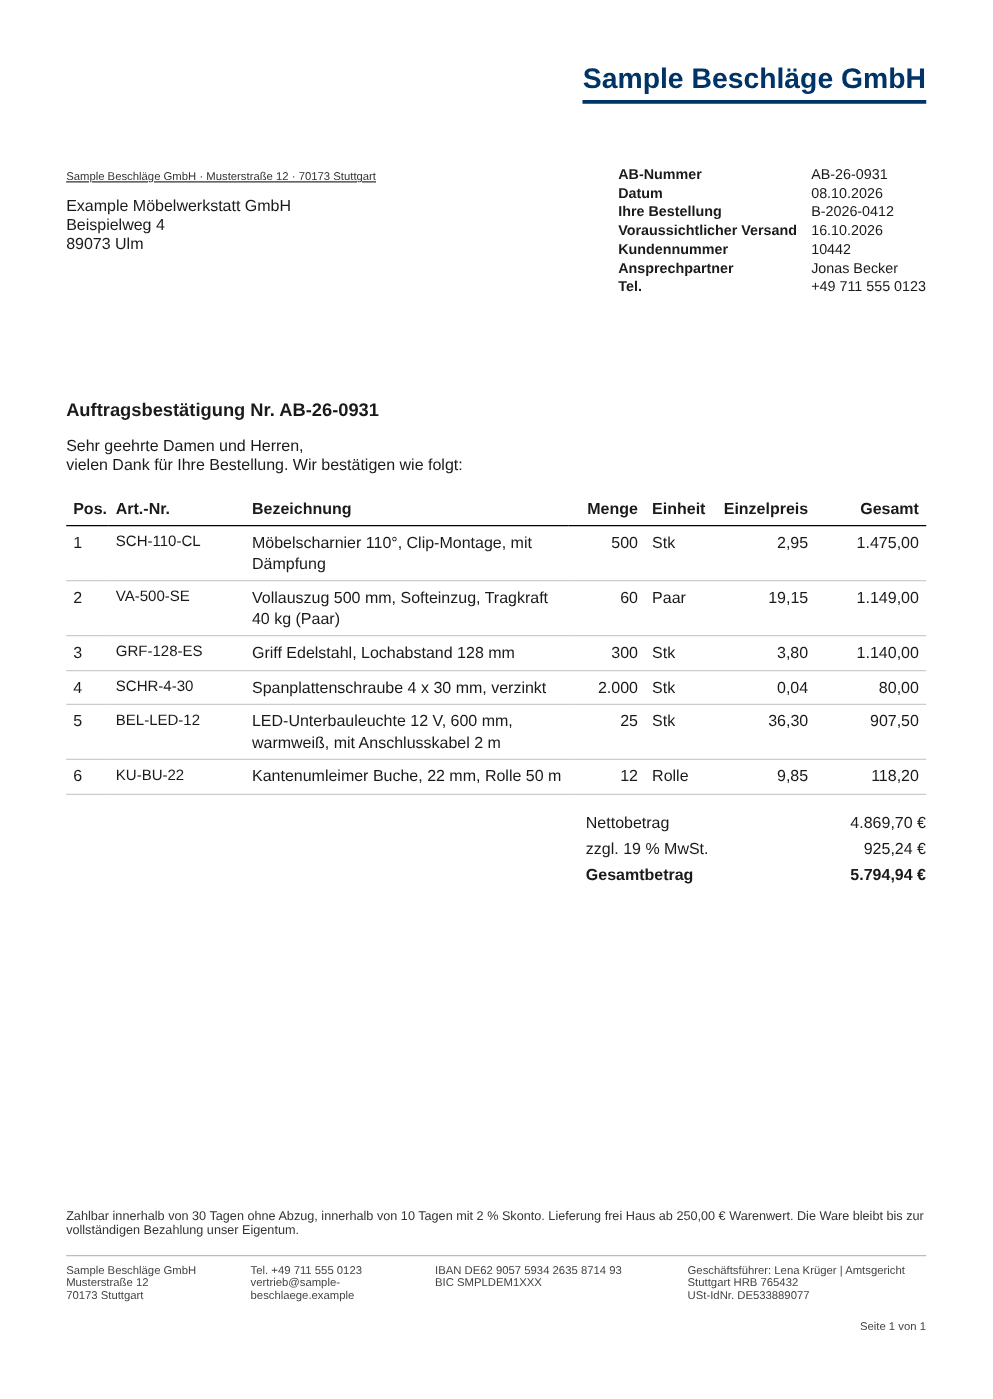 Sample Beschläge GmbH
Sample Beschläge GmbH · Musterstraße 12 · 70173 Stuttgart
Example Möbelwerkstatt GmbH
Beispielweg 4
89073 Ulm
AB-Nummer AB-26-0931
Datum 08.10.2026
Ihre Bestellung B-2026-0412
Voraussichtlicher Versand 16.10.2026
Kundennummer 10442
Ansprechpartner Jonas Becker
Tel. +49 711 555 0123
Auftragsbestätigung Nr. AB-26-0931
Sehr geehrte Damen und Herren,
vielen Dank für Ihre Bestellung. Wir bestätigen wie folgt:
Pos. Art.-Nr. Bezeichnung Menge Einheit Einzelpreis Gesamt
1 SCH-110-CL Möbelscharnier 110°, Clip-Montage, mit 500 Stk 2,95 1.475,00
Dämpfung
2 VA-500-SE Vollauszug 500 mm, Softeinzug, Tragkraft 60 Paar 19,15 1.149,00
40 kg (Paar)
3 GRF-128-ES Griff Edelstahl, Lochabstand 128 mm 300 Stk 3,80 1.140,00
4 SCHR-4-30 Spanplattenschraube 4 x 30 mm, verzinkt 2.000 Stk 0,04 80,00
5 BEL-LED-12 LED-Unterbauleuchte 12 V, 600 mm, 25 Stk 36,30 907,50
warmweiß, mit Anschlusskabel 2 m
6 KU-BU-22 Kantenumleimer Buche, 22 mm, Rolle 50 m 12 Rolle 9,85 118,20
Nettobetrag 4.869,70 €
zzgl. 19 % MwSt. 925,24 €
Gesamtbetrag 5.794,94 €
Zahlbar innerhalb von 30 Tagen ohne Abzug, innerhalb von 10 Tagen mit 2 % Skonto. Lieferung frei Haus ab 250,00 € Warenwert. Die Ware bleibt bis zur
vollständigen Bezahlung unser Eigentum.
Sample Beschläge GmbH
Musterstraße 12
70173 Stuttgart
Tel. +49 711 555 0123
vertrieb@sample-
beschlaege.example
IBAN DE62 9057 5934 2635 8714 93
BIC SMPLDEM1XXX
Geschäftsführer: Lena Krüger | Amtsgericht
Stuttgart HRB 765432
USt-IdNr. DE533889077
Seite 1 von 1